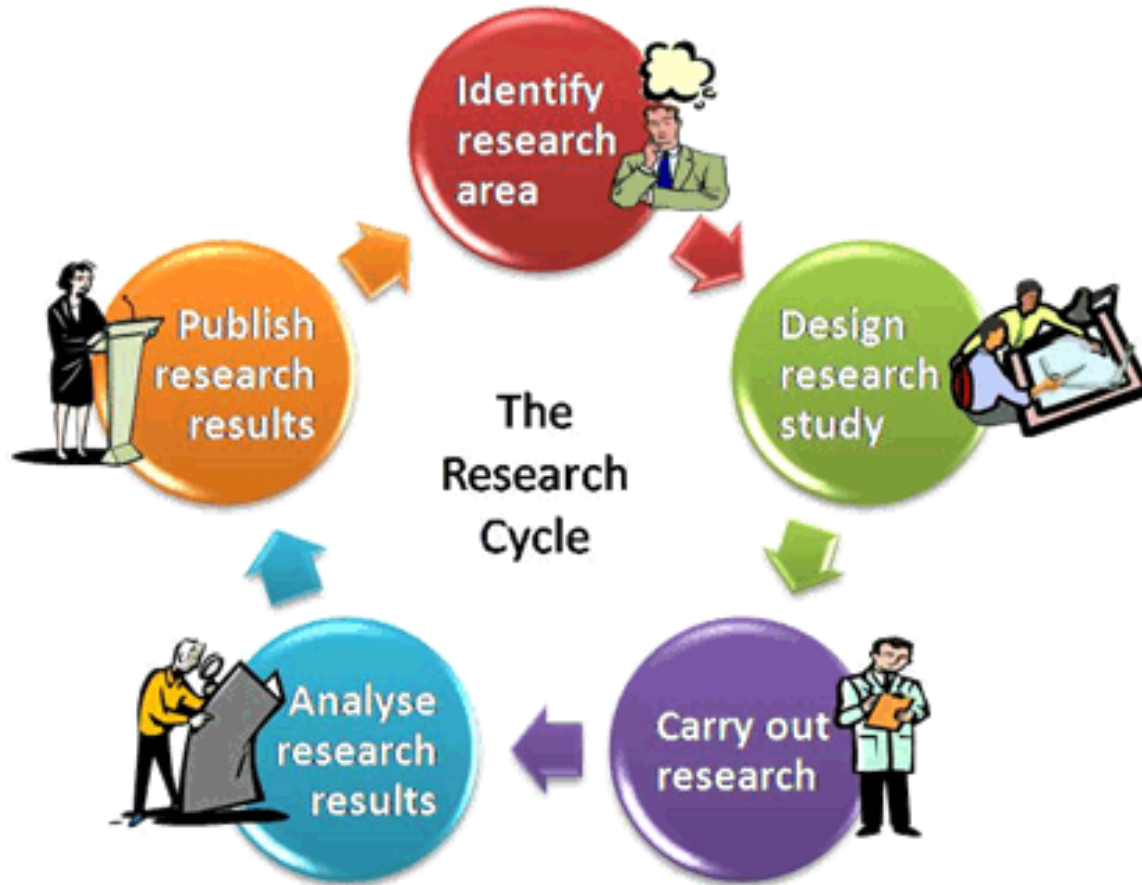 Identify
research
area
Design
research
study
Carry out
research
Analyse
research
results
Publish
research
results
The
Research
Cycle